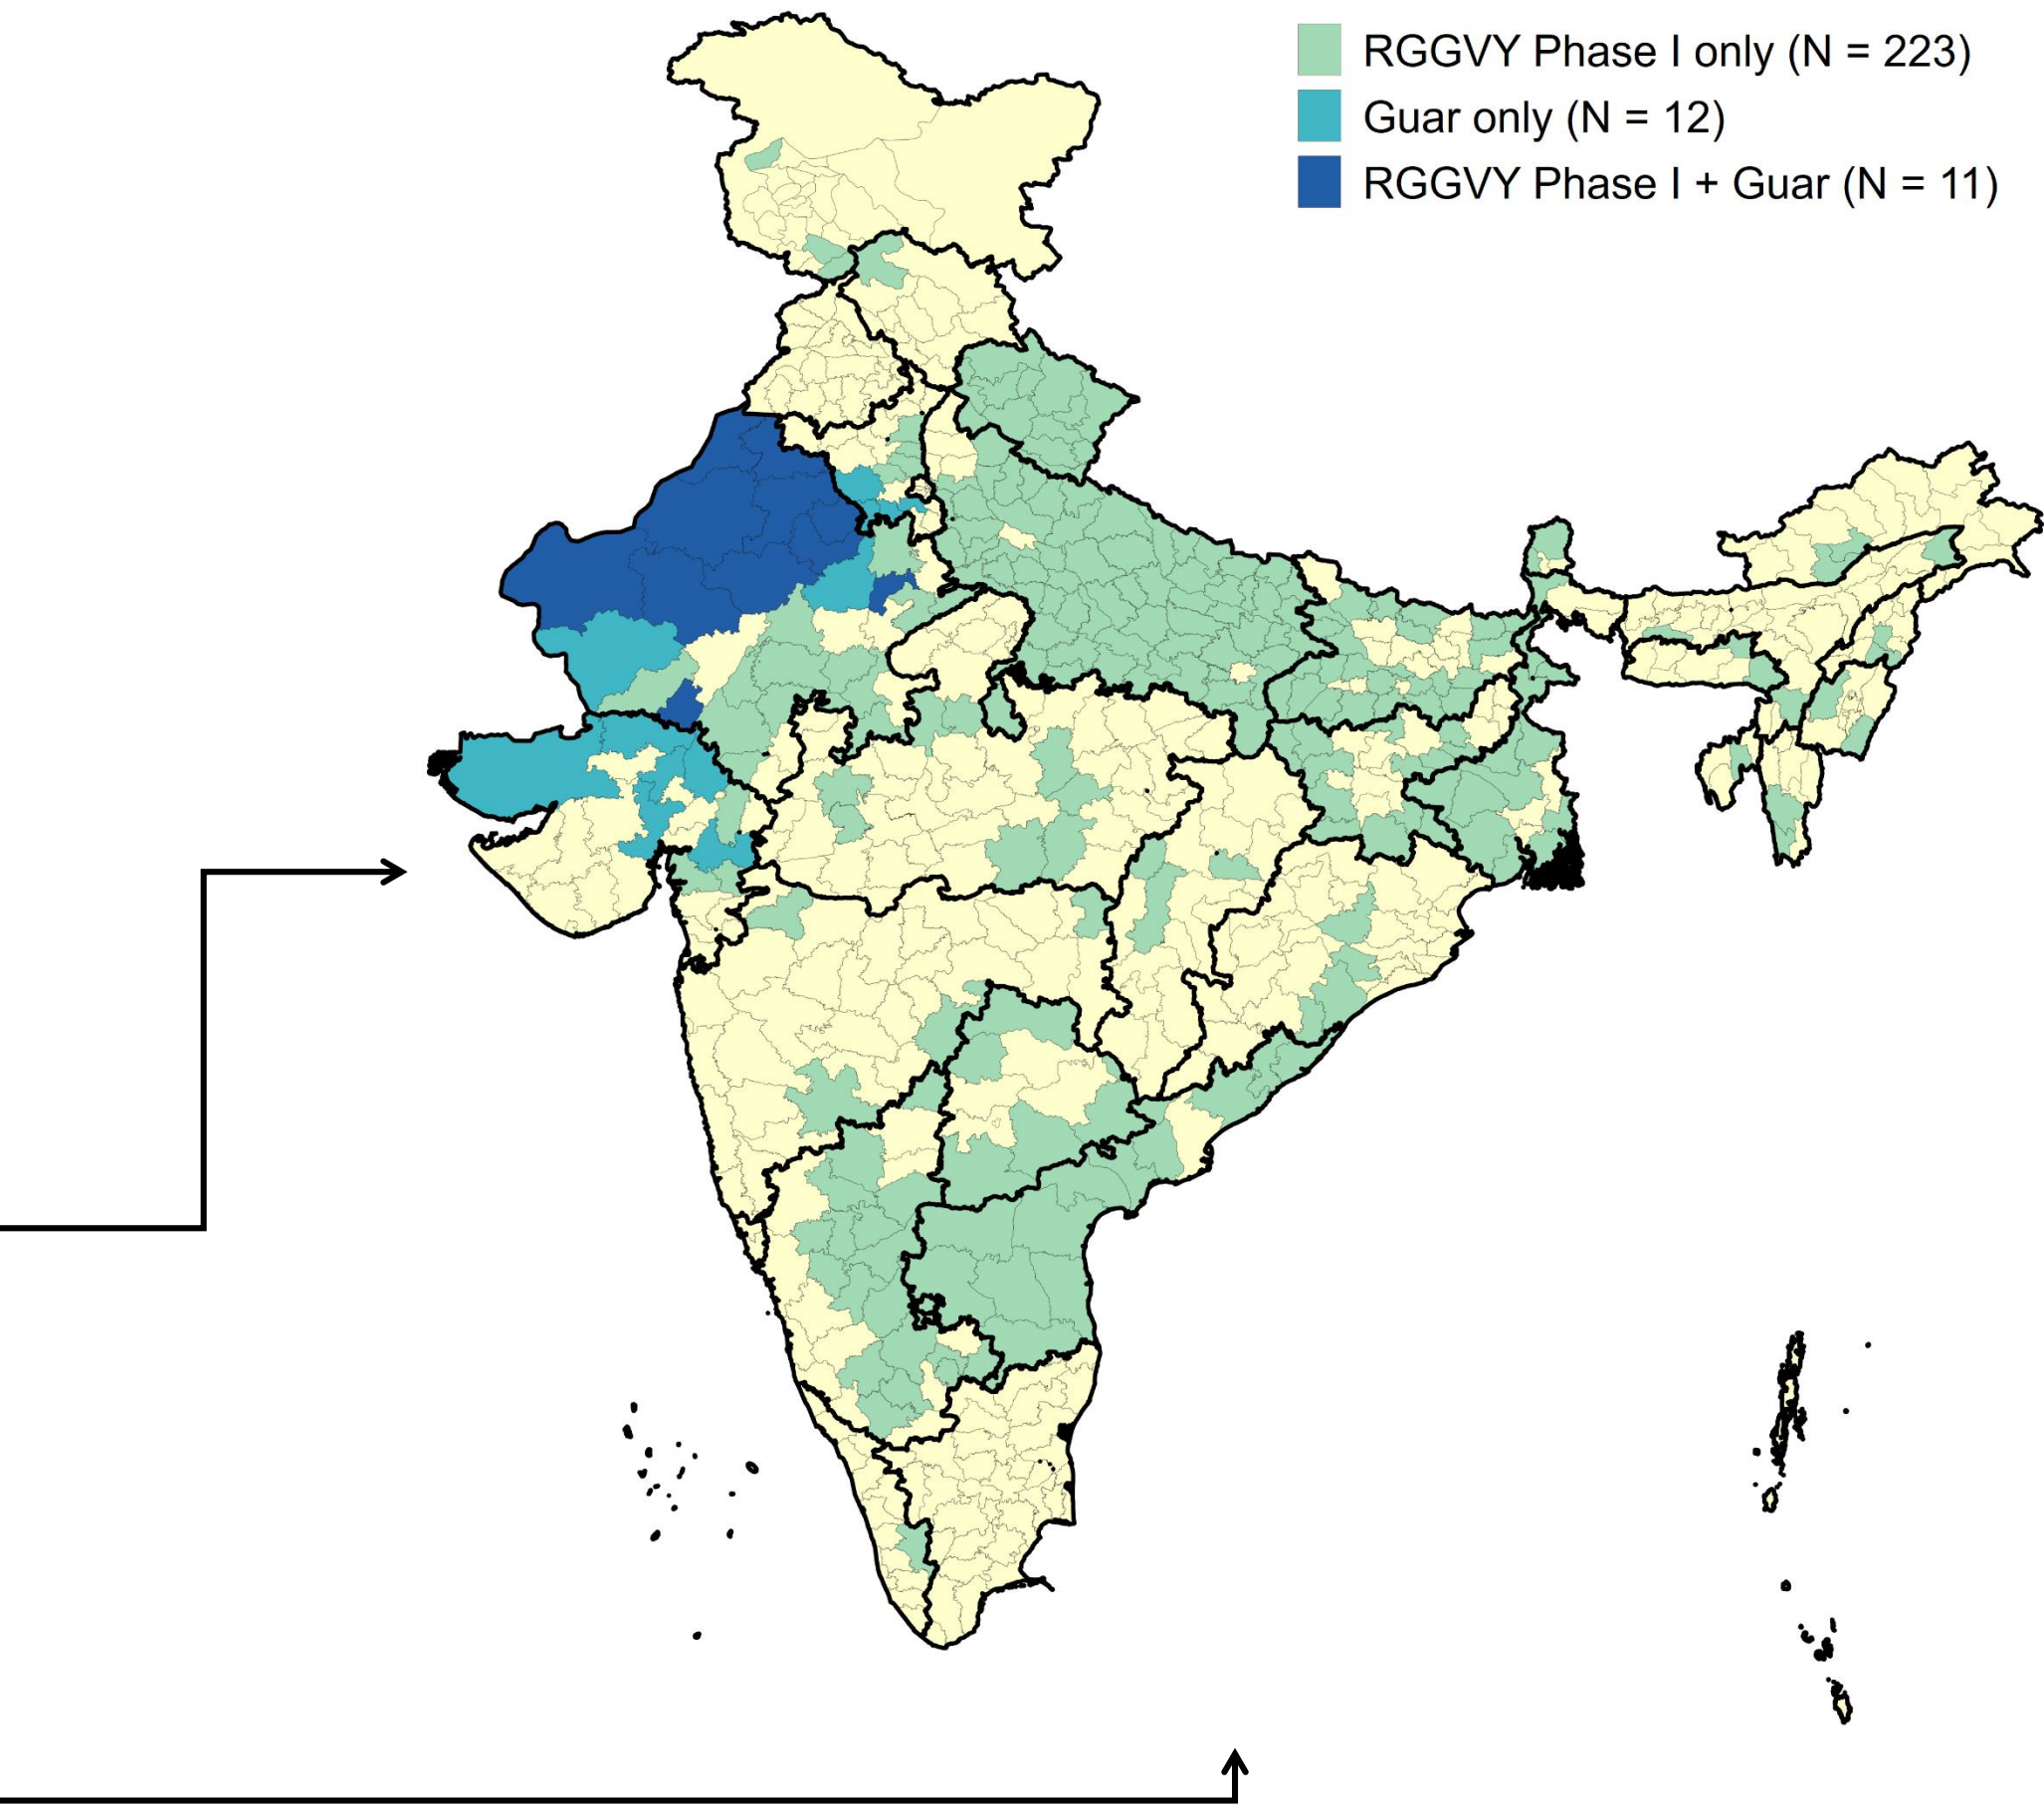 RGGVY Phase I only (N = 223)
Guar only (N = 12)
RGGVY Phase I + Guar (N = 11)